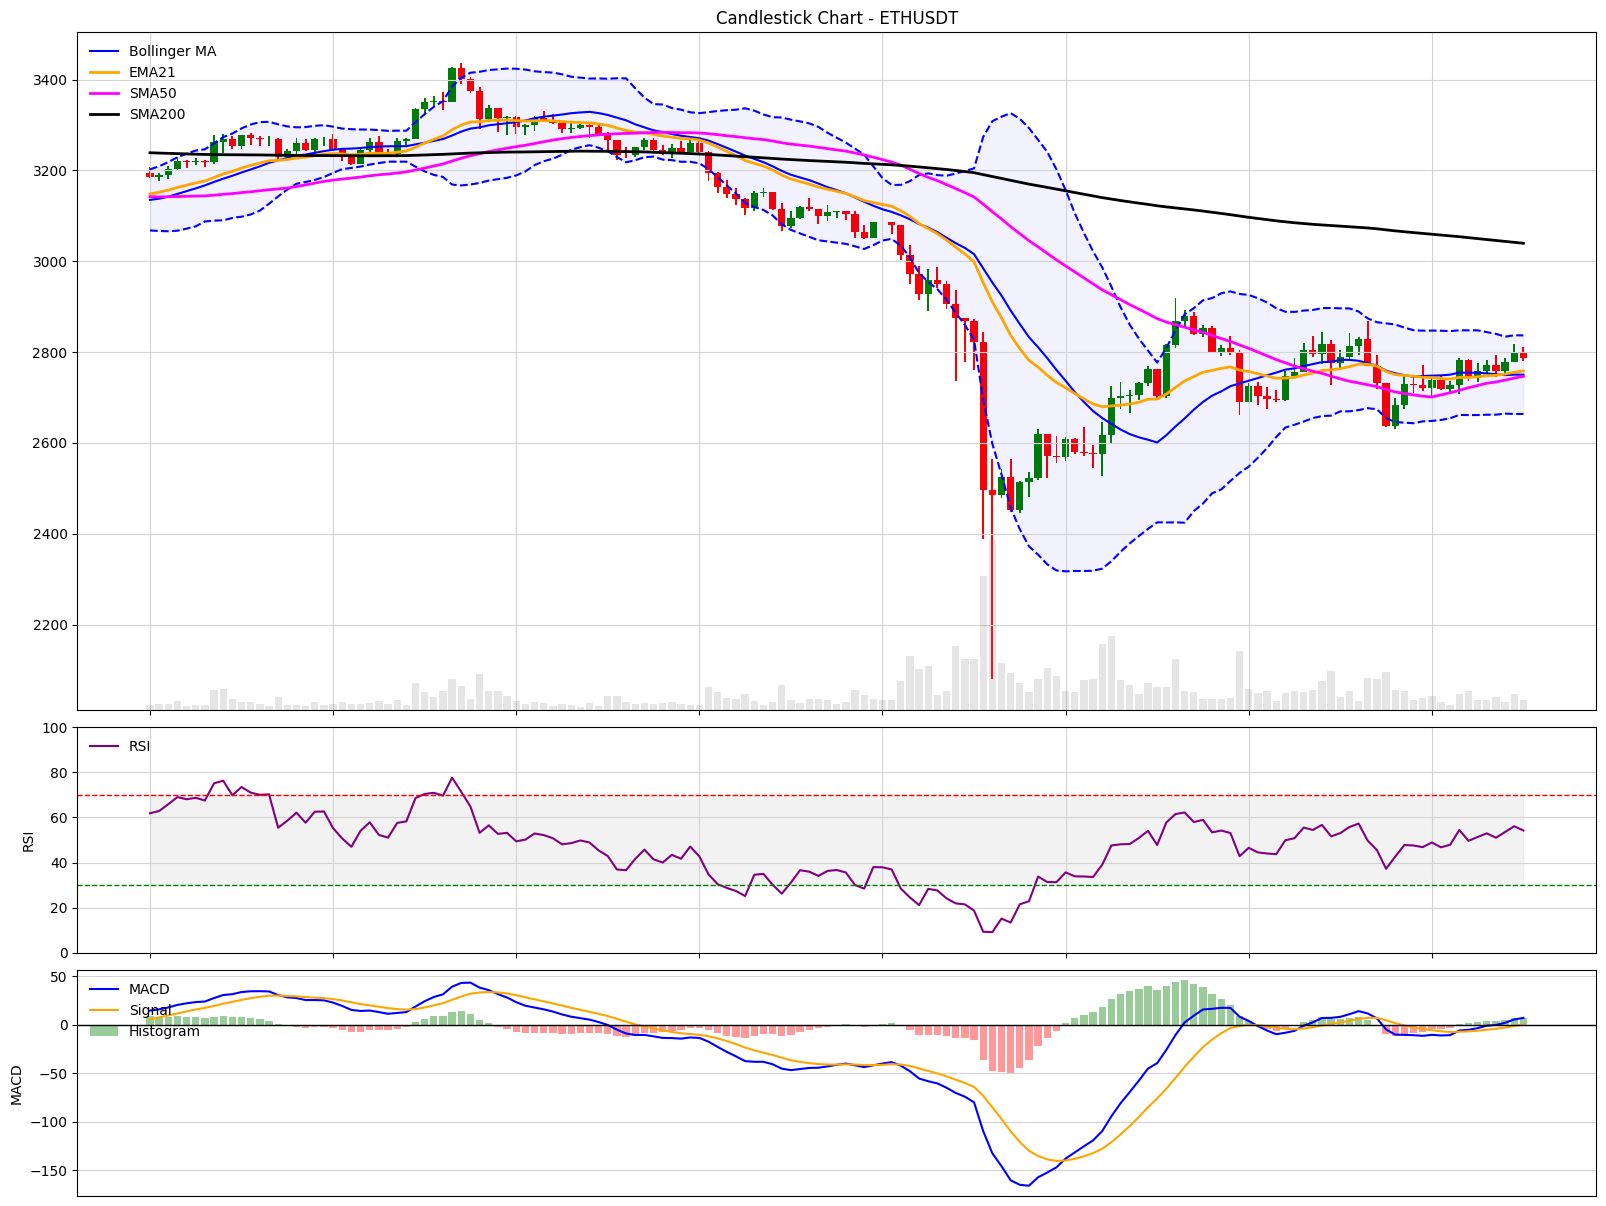 Candlestick Chart - ETHUSDT
Bollinger MA
EMA21
SMA50
SMA200
3400
3200
3000
2800
2600
2400
2200
RSI
100
80
60
40
20
0
RSI
MACD
Signal
Histogram
50
0
−50
−100
−150
MACD